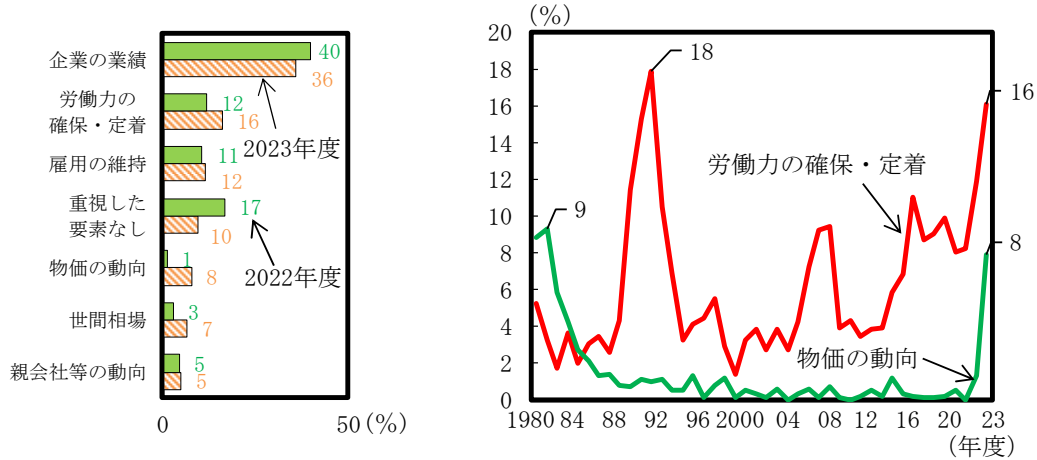 企業の業績
40
36
労働力の
確保・定着
12
16
2023年度
雇用の維持
11
12
重視した
要素なし
17
10
2022年度
物価の動向
1
8
世間相場
3
7
親会社等の動向
5
5
0
50(%)
(%)
20
18
16
14
12
10
8
6
4
2
0
18
9
16
8
労働力の確保・定着
物価の動向
1980 84 88 92 96 2000 04 08 12 16 20 23
(年度)